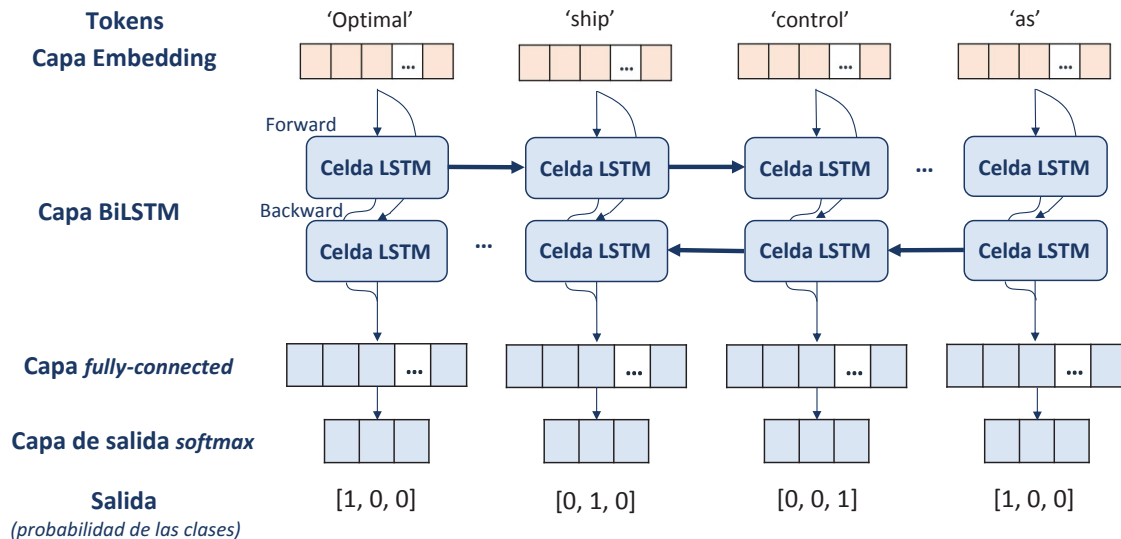 Tokens 'Optimal' 'ship' 'control' 'as'
Capa Embedding
... ... ... ...
Forward
Celda LSTM Celda LSTM Celda LSTM ... Celda LSTM
Capa BiLSTM
Backward
Celda LSTM ... Celda LSTM Celda LSTM Celda LSTM
Capa fully-connected ... ... ... ...
Capa de salida softmax
Salida [1, 0, 0] [0, 1, 0] [0, 0, 1] [1, 0, 0]
(probabilidad de las clases)